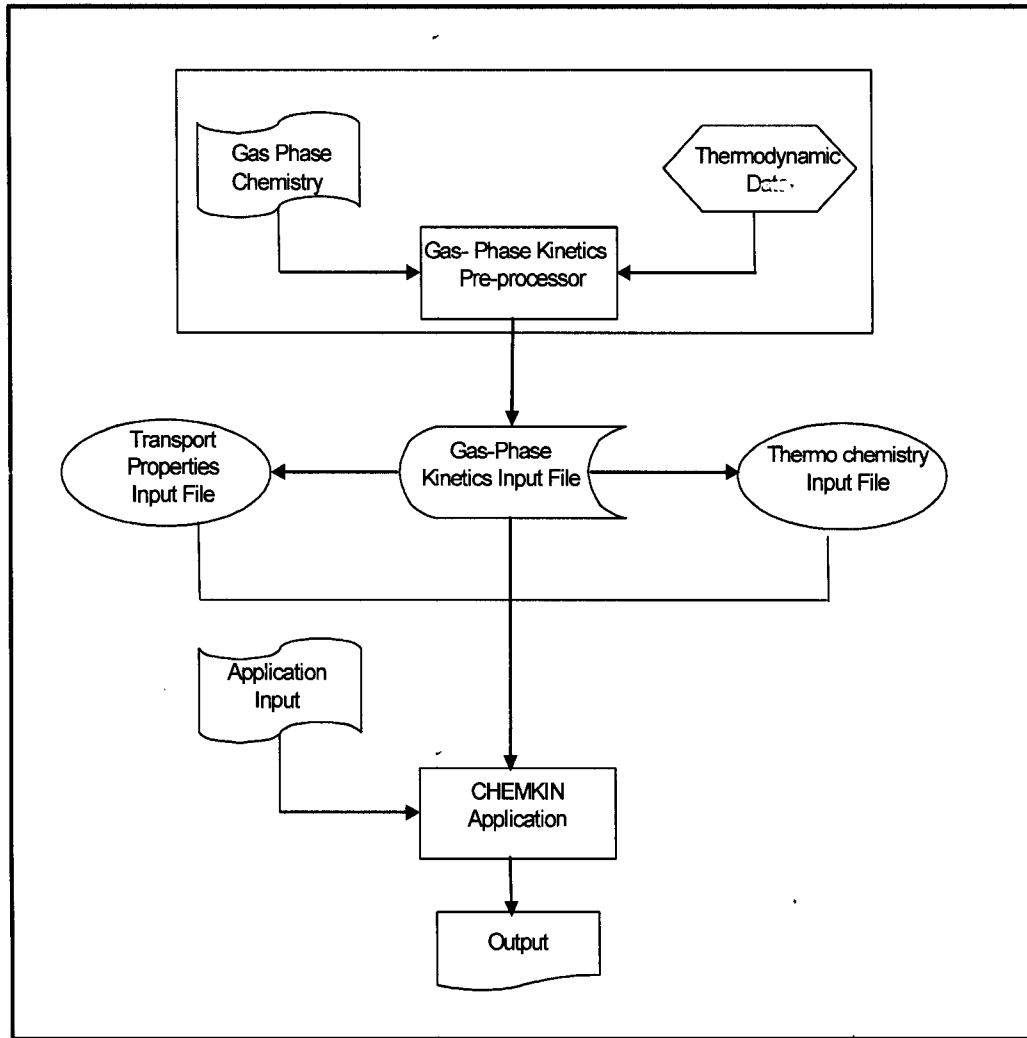 Gas Phase
Chemistry
Thermodynamic
Data
Gas- Phase Kinetics
Pre-processor
Transport
Properties
Input File
Gas-Phase
Kinetics Input File
Thermo chemistry
Input File
Application
Input
CHEMKIN
Application
Output